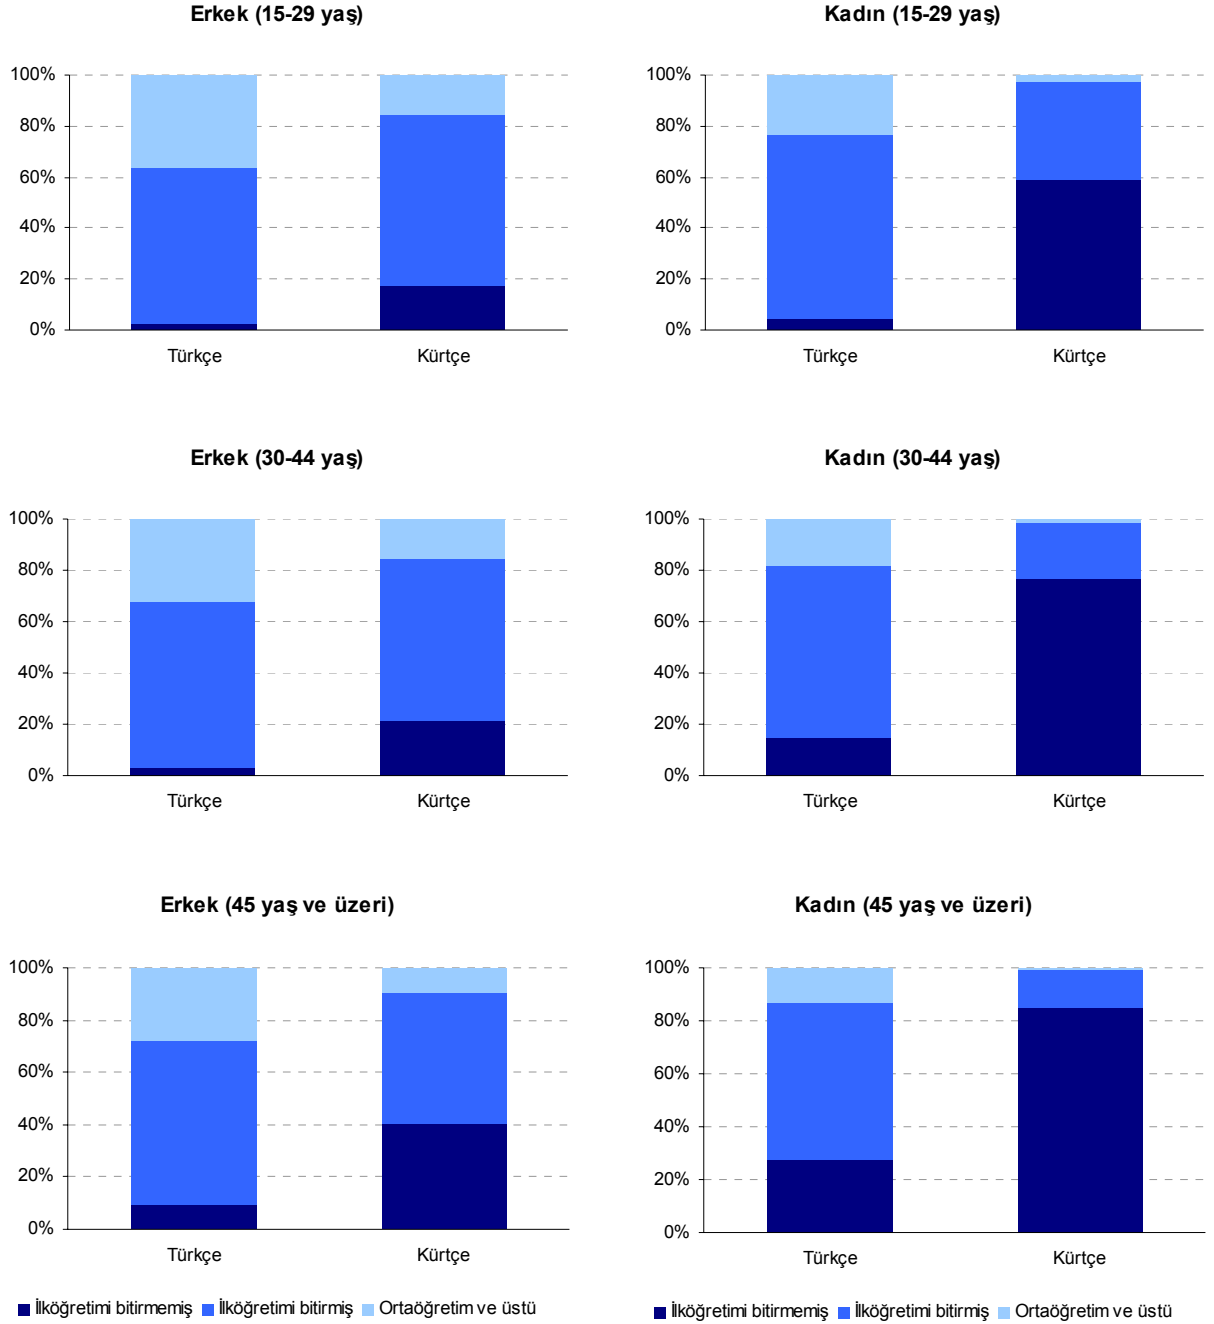 Erkek (15-29 yaş)
100%
80%
60%
40%
20%
0%
Türkçe Kürtçe
Kadın (15-29 yaş)
100%
80%
60%
40%
20%
0%
Türkçe Kürtçe
Erkek (30-44 yaş)
100%
80%
60%
40%
20%
0%
Türkçe Kürtçe
Kadın (30-44 yaş)
100%
80%
60%
40%
20%
0%
Türkçe Kürtçe
Erkek (45 yaş ve üzeri)
100%
80%
60%
40%
20%
0%
Türkçe Kürtçe
İlköğretimi bitirmemiş İlköğretimi bitirmiş Ortaöğretim ve üstü
Kadın (45 yaş ve üzeri)
100%
80%
60%
40%
20%
0%
Türkçe Kürtçe
İlköğretimi bitirmemiş İlköğretimi bitirmiş Ortaöğretim ve üstü